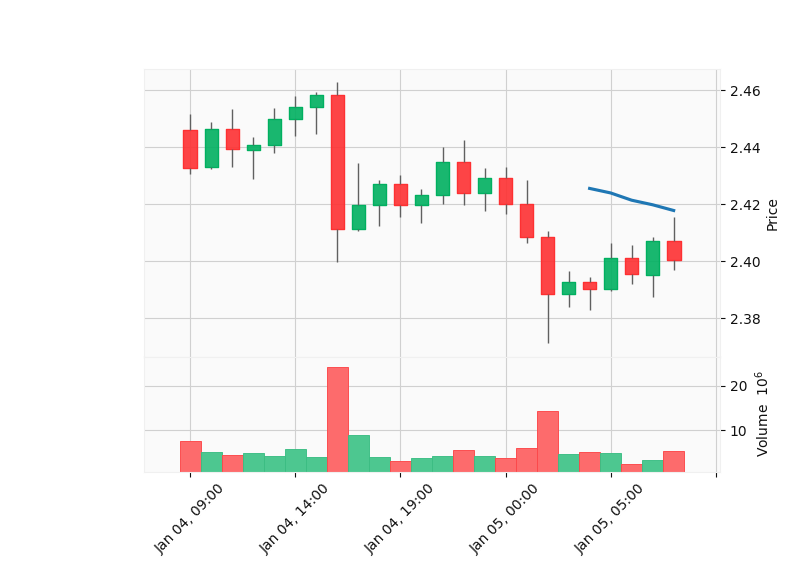 2.46
2.44
2.42
2.40
2.38
Price
20
10
Volume 10^6
Jan 04, 09:00
Jan 04, 14:00
Jan 04, 19:00
Jan 05, 00:00
Jan 05, 05:00